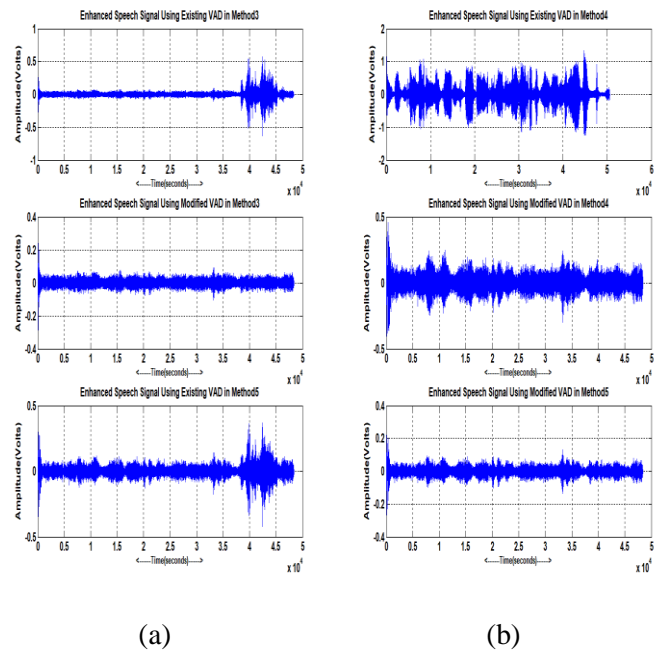 Enhanced Speech Signal Using Existing VAD in Method3
Amplitude(Volts)
1
0.5
0
-0.5
-1
0 0.5 1 1.5 2 2.5 3 3.5 4 4.5 5
x 10^4
<-----Time(seconds)----->
Enhanced Speech Signal Using Existing VAD in Method4
Amplitude(Volts)
2
1
0
-1
-2
0 1 2 3 4 5 6
x 10^4
<-----Time(seconds)----->
Enhanced Speech Signal Using Modified VAD in Method3
Amplitude(Volts)
0.4
0.2
0
-0.2
-0.4
0 0.5 1 1.5 2 2.5 3 3.5 4 4.5 5
x 10^4
<-----Time(seconds)----->
Enhanced Speech Signal Using Modified VAD in Method4
Amplitude(Volts)
0.5
0
-0.5
0 0.5 1 1.5 2 2.5 3 3.5 4 4.5 5
x 10^4
<-----Time(seconds)----->
Enhanced Speech Signal Using Existing VAD in Method5
Amplitude(Volts)
0.5
0
-0.5
0 0.5 1 1.5 2 2.5 3 3.5 4 4.5 5
x 10^4
<-----Time(seconds)----->
Enhanced Speech Signal Using Modified VAD in Method5
Amplitude(Volts)
0.4
0.2
0
-0.2
-0.4
0 0.5 1 1.5 2 2.5 3 3.5 4 4.5 5
x 10^4
<-----Time(seconds)----->
(a)
(b)